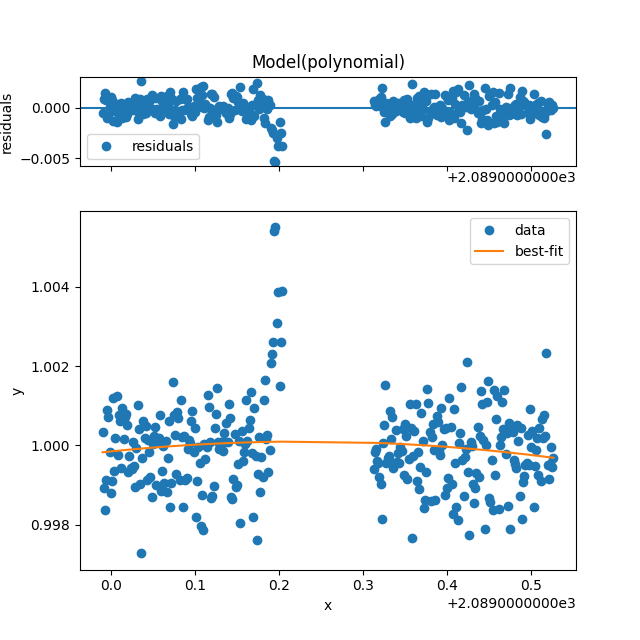 Model(polynomial)
residuals
0.000
−0.005
residuals
+2.0890000000e3
y
1.004
1.002
1.000
0.998
data
best-fit
0.0 0.1 0.2 0.3 0.4 0.5
x
+2.0890000000e3